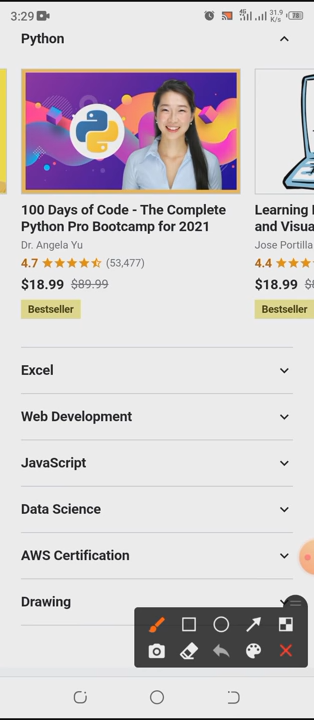 3:29
4G
31.9
K/s
78
Python
100 Days of Code - The Complete
Python Pro Bootcamp for 2021
Dr. Angela Yu
4.7 (53,477)
$18.99 $89.99
Bestseller
Learning
and Visua
Jose Portilla
4.4
$18.99
Bestseller
Excel
Web Development
JavaScript
Data Science
AWS Certification
Drawing